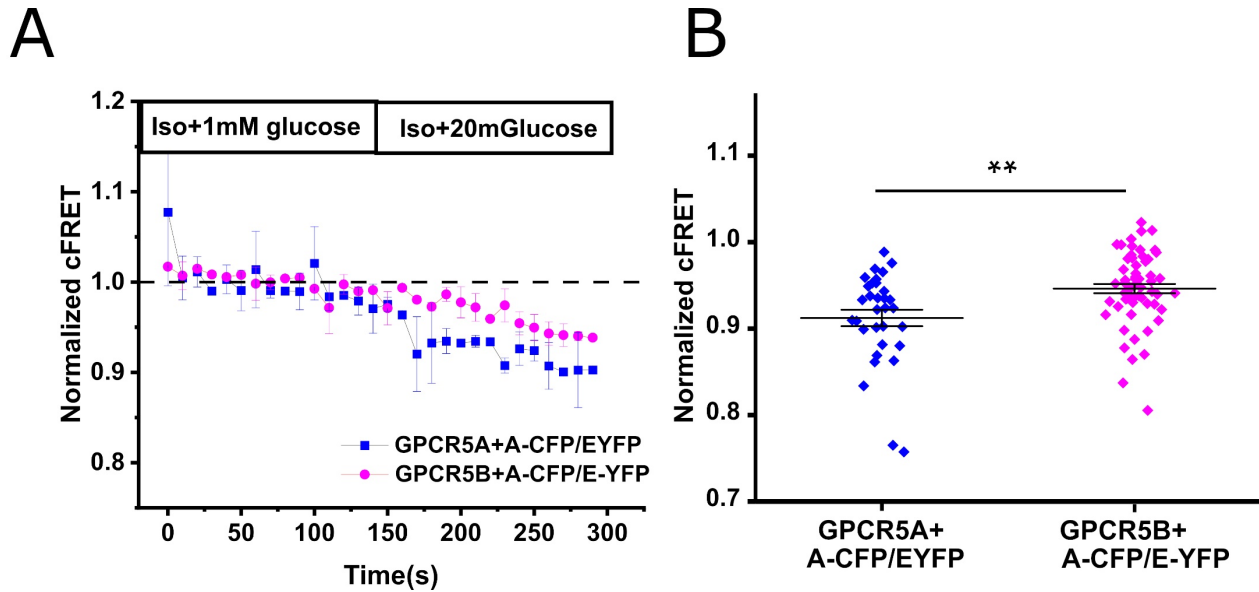 A
B
Iso+1mM glucose
Iso+20mGlucose
1.2
1.1
1.0
0.9
0.8
Normalized cFRET
GPCR5A+A-CFP/EYFP
GPCR5B+A-CFP/E-YFP
0
50
100
150
200
250
300
Time(s)
1.1
1.0
0.9
0.8
0.7
Normalized cFRET
**
GPCR5A+
A-CFP/EYFP
GPCR5B+
A-CFP/E-YFP